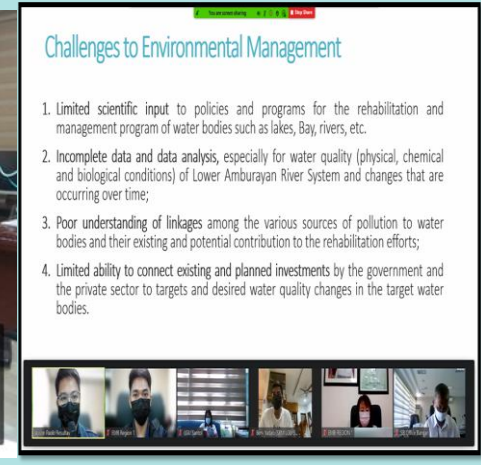 You are screen sharing
Stop Share
Challenges to Environmental Management
1. Limited scientific input to policies and programs for the rehabilitation and
management program of water bodies such as lakes, Bay, rivers, etc.
2. Incomplete data and data analysis, especially for water quality (physical, chemical
and biological conditions) of Lower Amburayan River System and changes that are
occurring over time;
3. Poor understanding of linkages among the various sources of pollution to water
bodies and their existing and potential contribution to the rehabilitation efforts;
4. Limited ability to connect existing and planned investments by the government and
the private sector to targets and desired water quality changes in the target water
bodies.